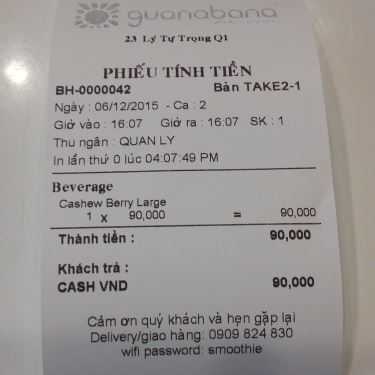 guanabana
23 Lý Tự Trọng Q1
PHIẾU TÍNH TIỀN
BH-0000042 Bàn TAKE2-1
Ngày : 06/12/2015 - Ca : 2
Giờ vào : 16:07 Giờ ra : 16:07 SK : 1
Thu ngân : QUAN LY
In lần thứ 0 lúc 04:07:49 PM
Beverage
Cashew Berry Large
1 x 90,000 = 90,000
Thành tiền : 90,000
Khách trả :
CASH VND 90,000
Cảm ơn quý khách và hẹn gặp lại
Delivery/giao hàng: 0909 824 830
wifi password: smoothie